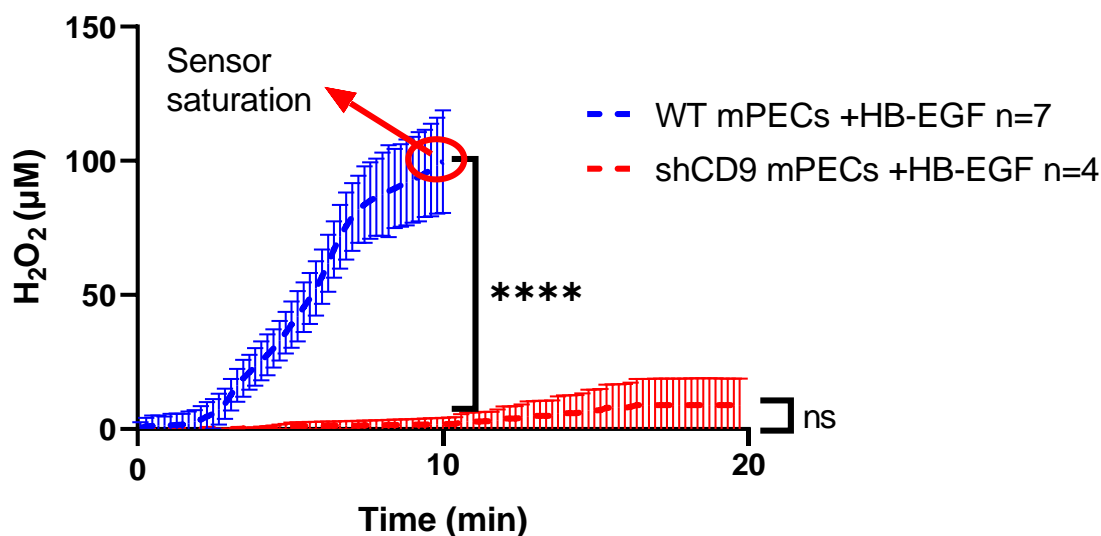 150
100
50
0
H₂O₂ (µM)
Sensor
saturation
WT mPECs +HB-EGF n=7
shCD9 mPECs +HB-EGF n=4
****
ns
0
10
20
Time (min)